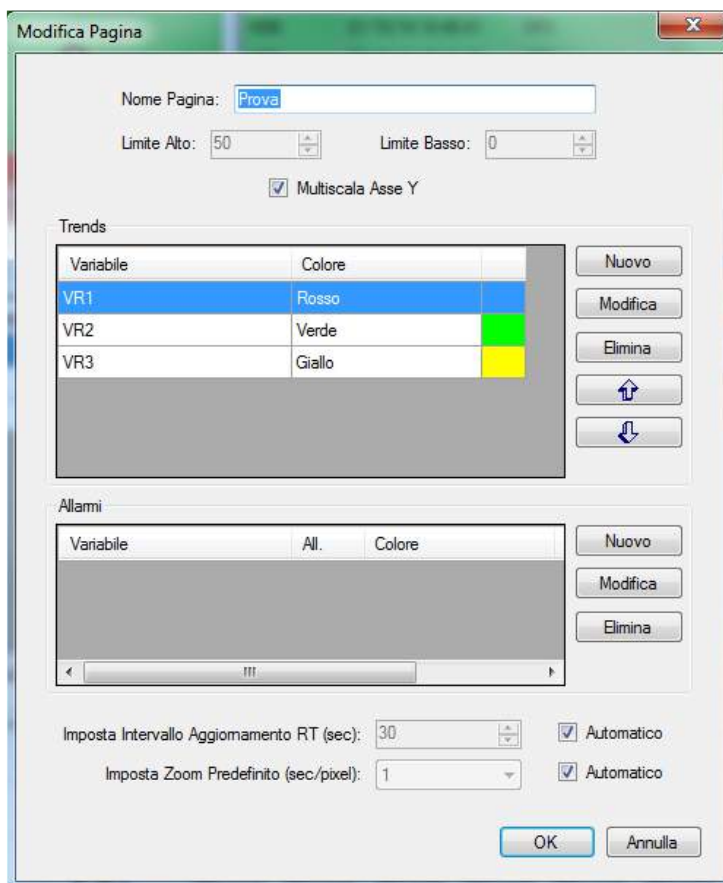 Modifica Pagina
Nome Pagina: Prova
Limite Alto: 50 Limite Basso: 0
Multiscala Asse Y
Trends
Variabile Colore
VR1 Rosso
VR2 Verde
VR3 Giallo
Nuovo
Modifica
Elimina
Allarmi
Variabile All. Colore
Nuovo
Modifica
Elimina
Imposta Intervallo Aggiornamento RT (sec): 30 Automatico
Imposta Zoom Predefinito (sec/pixel): 1 Automatico
OK Annulla